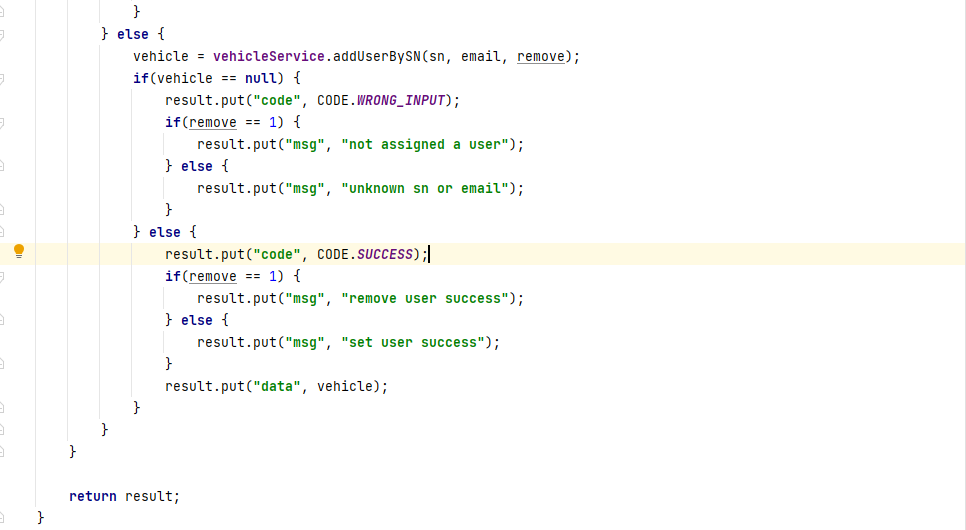 }
} else {
vehicle = vehicleService.addUserBySN(sn, email, remove);
if(vehicle == null) {
result.put("code", CODE.WRONG_INPUT);
if(remove == 1) {
result.put("msg", "not assigned a user");
} else {
result.put("msg", "unknown sn or email");
}
} else {
result.put("code", CODE.SUCCESS);
if(remove == 1) {
result.put("msg", "remove user success");
} else {
result.put("msg", "set user success");
}
result.put("data", vehicle);
}
}
}
return result;
}